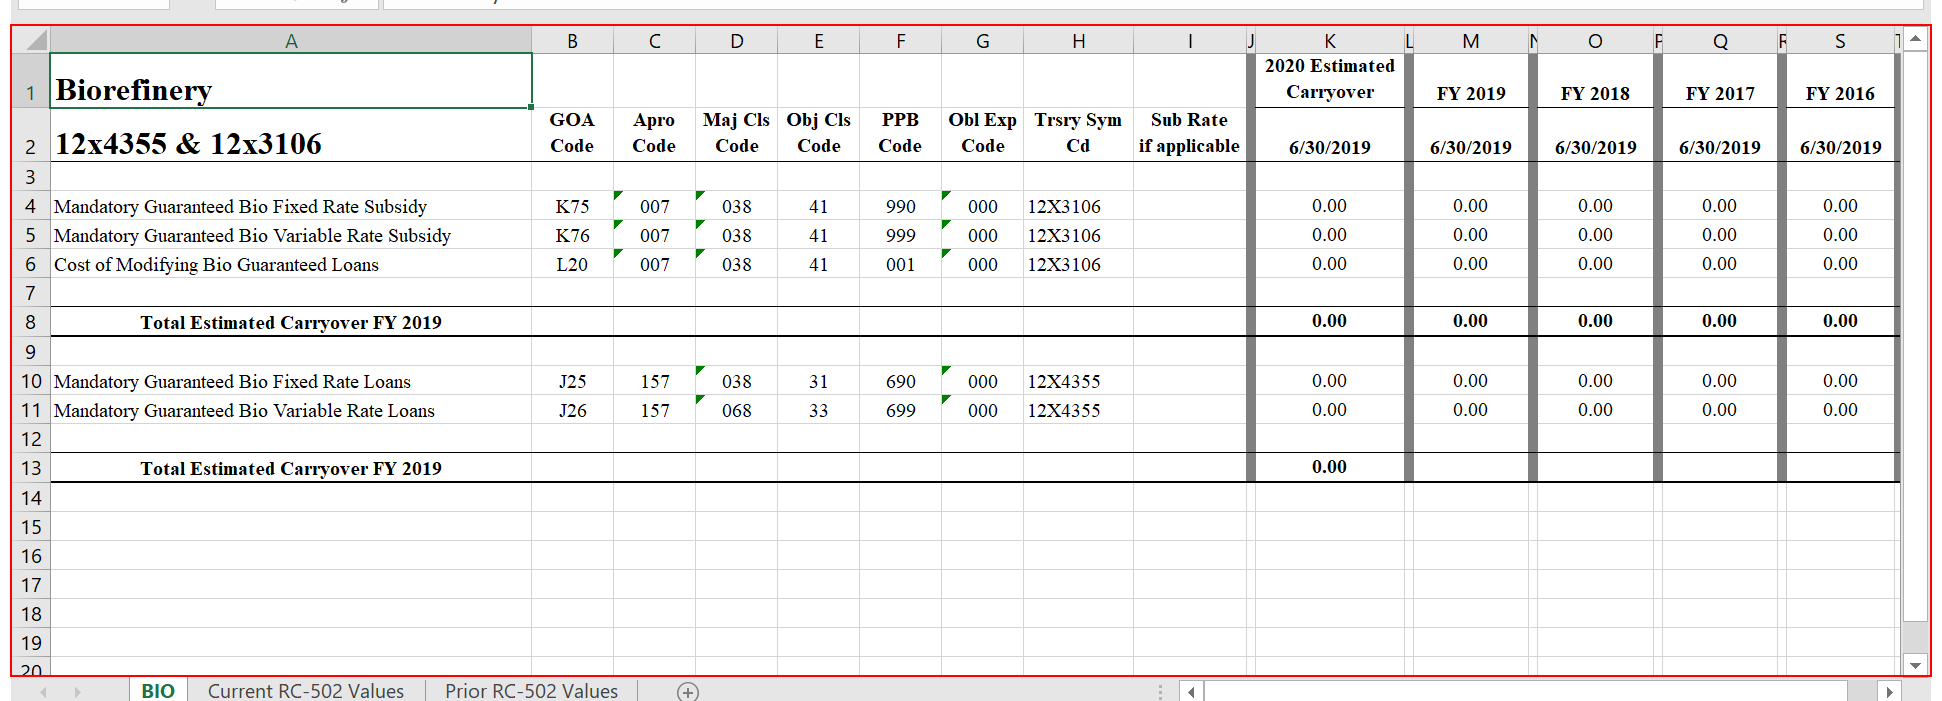 A B C D E F G H I J K L M N O P Q R S
1 Biorefinery 2020 Estimated Carryover FY 2019 FY 2018 FY 2017 FY 2016
2 12x4355 & 12x3106 GOA Code Apro Code Maj Cls Code Obj Cls Code PPB Code Obl Exp Code Trsry Sym Cd Sub Rate if applicable 6/30/2019 6/30/2019 6/30/2019 6/30/2019 6/30/2019
3
4 Mandatory Guaranteed Bio Fixed Rate Subsidy K75 007 038 41 990 000 12X3106 0.00 0.00 0.00 0.00 0.00
5 Mandatory Guaranteed Bio Variable Rate Subsidy K76 007 038 41 999 000 12X3106 0.00 0.00 0.00 0.00 0.00
6 Cost of Modifying Bio Guaranteed Loans L20 007 038 41 001 000 12X3106 0.00 0.00 0.00 0.00 0.00
7
8 Total Estimated Carryover FY 2019 0.00 0.00 0.00 0.00 0.00
9
10 Mandatory Guaranteed Bio Fixed Rate Loans J25 157 038 31 690 000 12X4355 0.00 0.00 0.00 0.00 0.00
11 Mandatory Guaranteed Bio Variable Rate Loans J26 157 068 33 699 000 12X4355 0.00 0.00 0.00 0.00 0.00
12
13 Total Estimated Carryover FY 2019 0.00
14
15
16
17
18
19
20
BIO Current RC-502 Values Prior RC-502 Values